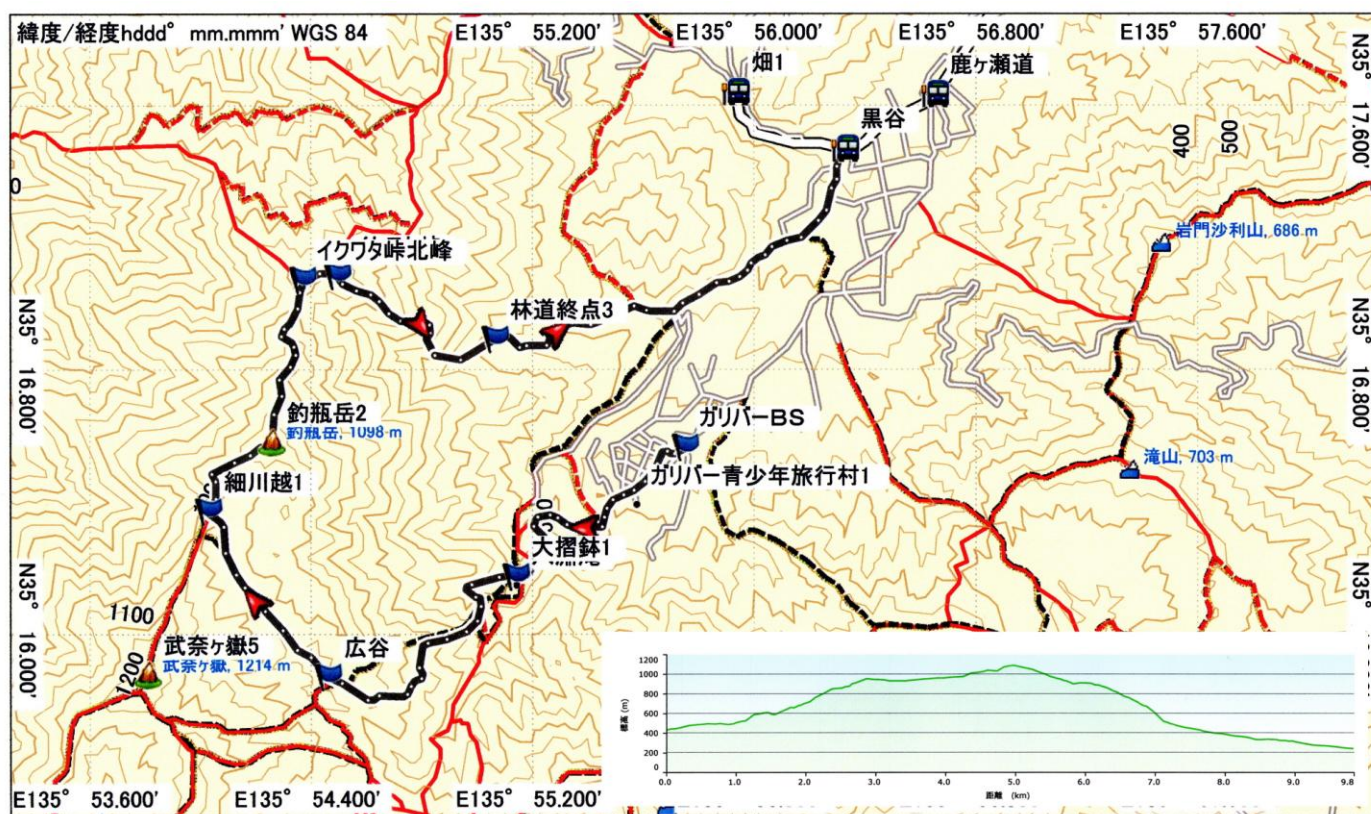 緯度/経度hddd° mm.mmm' WGS 84
E135° 55.200' E135° 56.000' E135° 56.800' E135° 57.600'
N35°
17.600'
畑1
鹿ヶ瀬道
黒谷
400
500
0
岩門沙利山, 686 m
イクワタ峠北峰
林道終点3
N35°
16.800'
N35°
16.800'
釣瓶岳2
釣瓶岳, 1098 m
ガリバーBS
滝山, 703 m
細川越1
ガリバー青少年旅行村1
大摺鉢1
N35°
16.000'
N35°
1100
1200
武奈ヶ嶽5
武奈ヶ嶽, 1214 m
広谷
標高 (m)
1200
1000
800
600
400
200
0
0.0 1.0 2.0 3.0 4.0 5.0 6.0 7.0 8.0 9.0 9.8
距離 (km)
E135° 53.600' E135° 54.400' E135° 55.200'